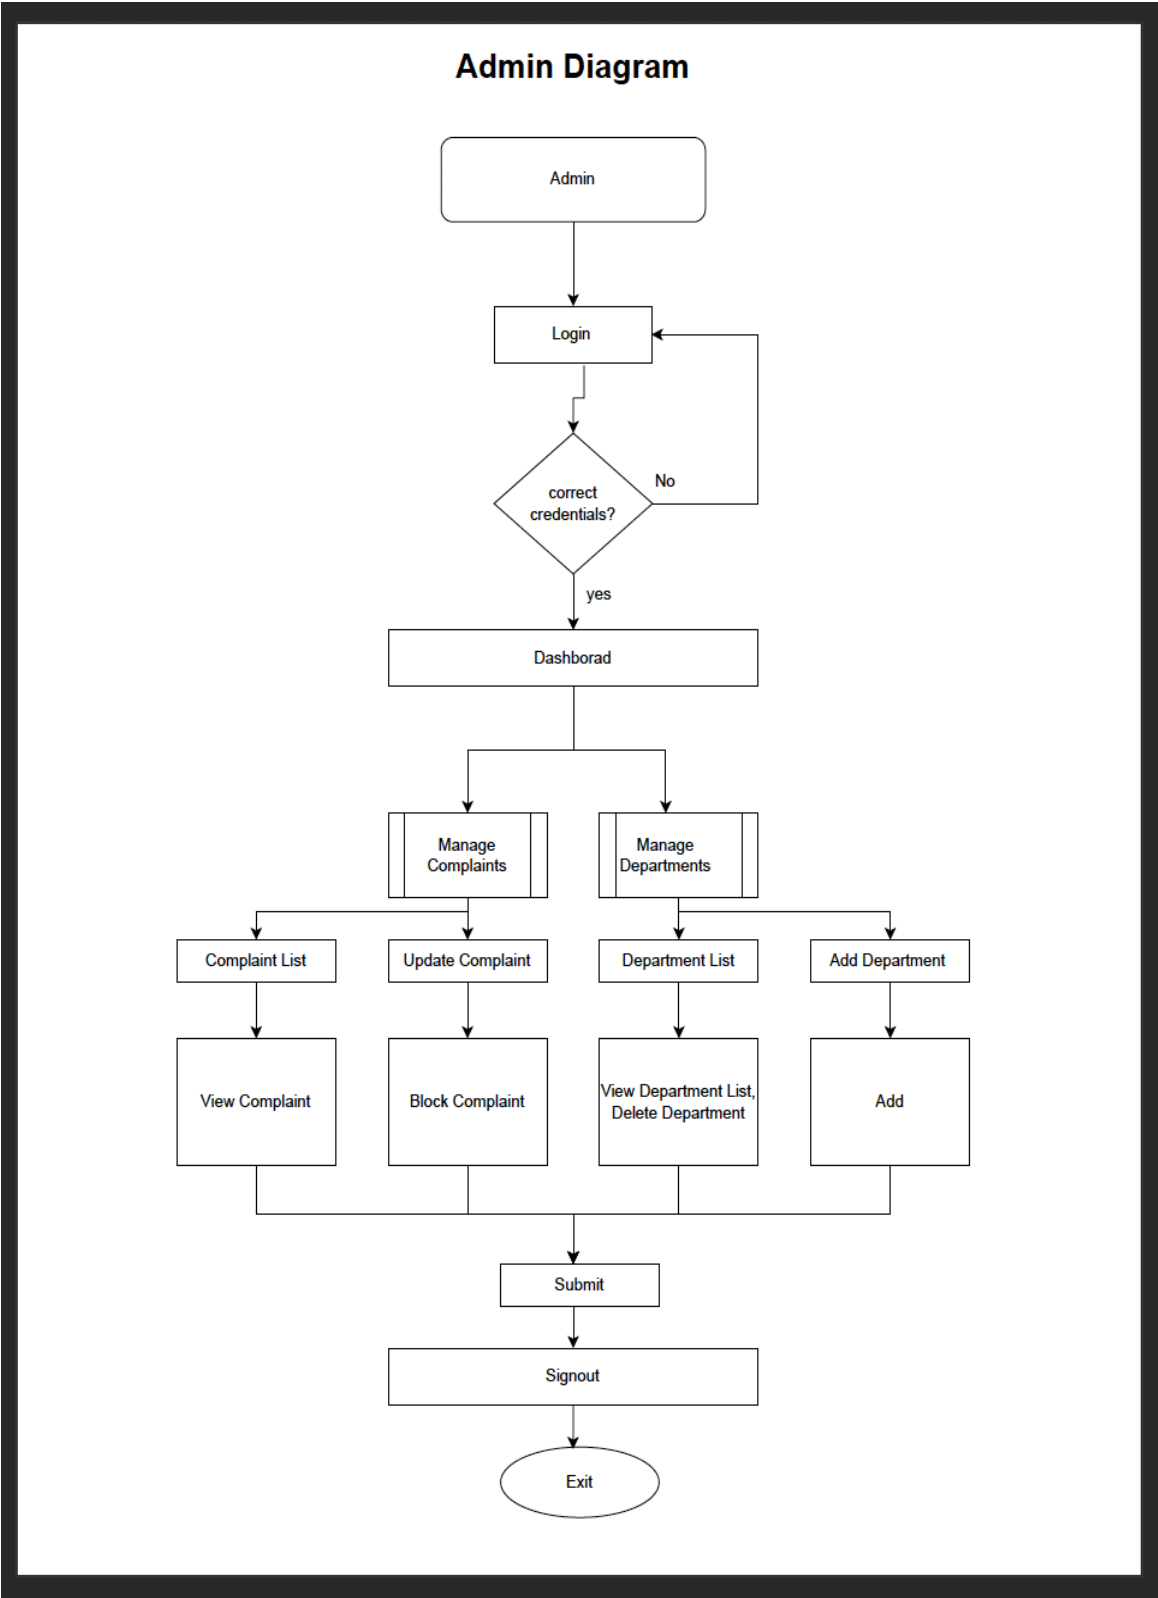 Admin Diagram
Admin
Login
correct
credentials?
No
yes
Dashborad
Manage
Complaints
Manage
Departments
Complaint List
Update Complaint
Department List
Add Department
View Complaint
Block Complaint
View Department List,
Delete Department
Add
Submit
Signout
Exit